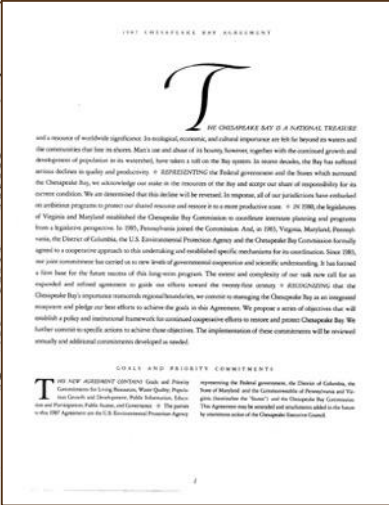 1987 CHESAPEAKE BAY AGREEMENT
THE CHESAPEAKE BAY IS A NATIONAL TREASURE
and a resource of worldwide significance. Its ecological, economic, and cultural importance are felt far beyond its waters and
the communities that line its shores. Man's use and abuse of its bounty, however, together with the continued growth and
development of population in its watershed, have taken a toll on the Bay system. In recent decades, the Bay has suffered
serious declines in quality and productivity. REPRESENTING the Federal government and the States which surround
the Chesapeake Bay, we acknowledge our stake in the resources of the Bay and accept our share of responsibility for its
current condition. We are determined that this decline will be reversed. In response, all of our jurisdictions have embarked
on ambitious programs to protect our shared resource and restore it to a more productive state. IN 1980, the legislatures
of Virginia and Maryland established the Chesapeake Bay Commission to coordinate interstate planning and programs
from a legislative perspective. In 1985, Pennsylvania joined the Commission. And, in 1983, Virginia, Maryland, Pennsyl-
vania, the District of Columbia, the U.S. Environmental Protection Agency and the Chesapeake Bay Commission formally
agreed to a cooperative approach to this undertaking and established specific mechanisms for its coordination. Since 1983,
our joint commitment has carried us to new levels of governmental cooperation and scientific understanding. It has formed
a firm base for the future success of this long-term program. The extent and complexity of our task now call for an
expanded and refined agreement to guide our efforts toward the twenty-first century. RECOGNIZING that the
Chesapeake Bay's importance transcends regional boundaries, we commit to managing the Chesapeake Bay as an integrated
ecosystem and pledge our best efforts to achieve the goals in this Agreement. We propose a series of objectives that will
establish a policy and institutional framework for continued cooperative efforts to restore and protect Chesapeake Bay. We
further commit to specific actions to achieve those objectives. The implementation of these commitments will be reviewed
annually and additional commitments developed as needed.
GOALS AND PRIORITY COMMITMENTS
THIS NEW AGREEMENT CONTAINS Goals and Priority
Commitments for Living Resources, Water Quality, Popula-
tion Growth and Development, Public Information, Educa-
tion and Participation, Public Access, and Governance. The parties
to this 1987 Agreement are the U.S. Environmental Protection Agency
representing the Federal government, the District of Columbia, the
State of Maryland and the Commonwealths of Pennsylvania and Vir-
ginia (hereinafter the "States") and the Chesapeake Bay Commission.
This Agreement may be amended and attachments added in the future
by unanimous action of the Chesapeake Executive Council.